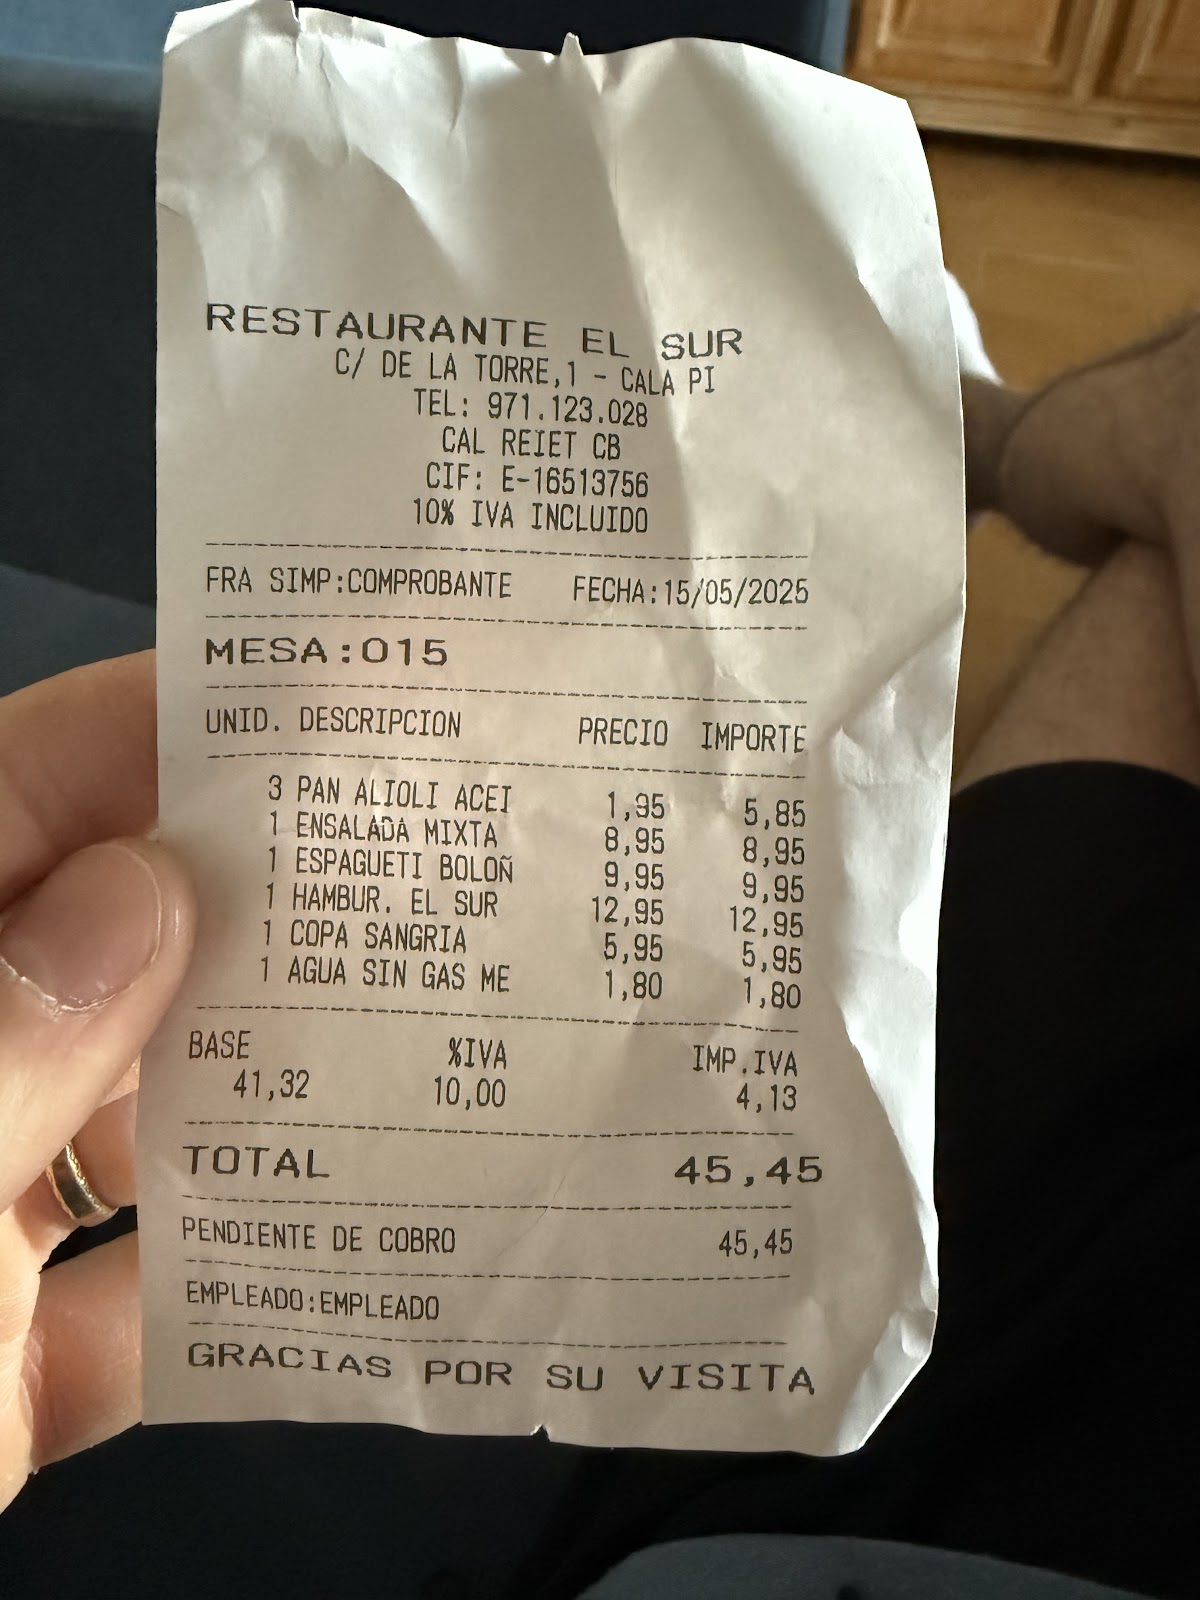 RESTAURANTE EL SUR
C/ DE LA TORRE,1 - CALA PI
TEL: 971.123.028
CAL REIET CB
CIF: E-16513756
10% IVA INCLUIDO
FRA SIMP:COMPROBANTE FECHA:15/05/2025
MESA:015
UNID. DESCRIPCION PRECIO IMPORTE
3 PAN ALIOLI ACEI 1,95 5,85
1 ENSALADA MIXTA 8,95 8,95
1 ESPAGUETI BOLOÑ 9,95 9,95
1 HAMBUR. EL SUR 12,95 12,95
1 COPA SANGRIA 5,95 5,95
1 AGUA SIN GAS ME 1,80 1,80
BASE %IVA IMP.IVA
41,32 10,00 4,13
TOTAL 45,45
PENDIENTE DE COBRO 45,45
EMPLEADO:EMPLEADO
GRACIAS POR SU VISITA